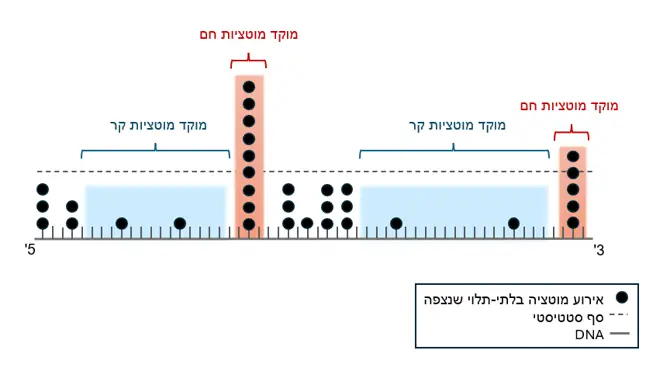 מוקד מוטציות חם
מוקד מוטציות חם
מוקד מוטציות קר
מוקד מוטציות קר
5'
3'
אירוע מוטציה בלתי-תלוי שנצפה
סף סטטיסטי
DNA